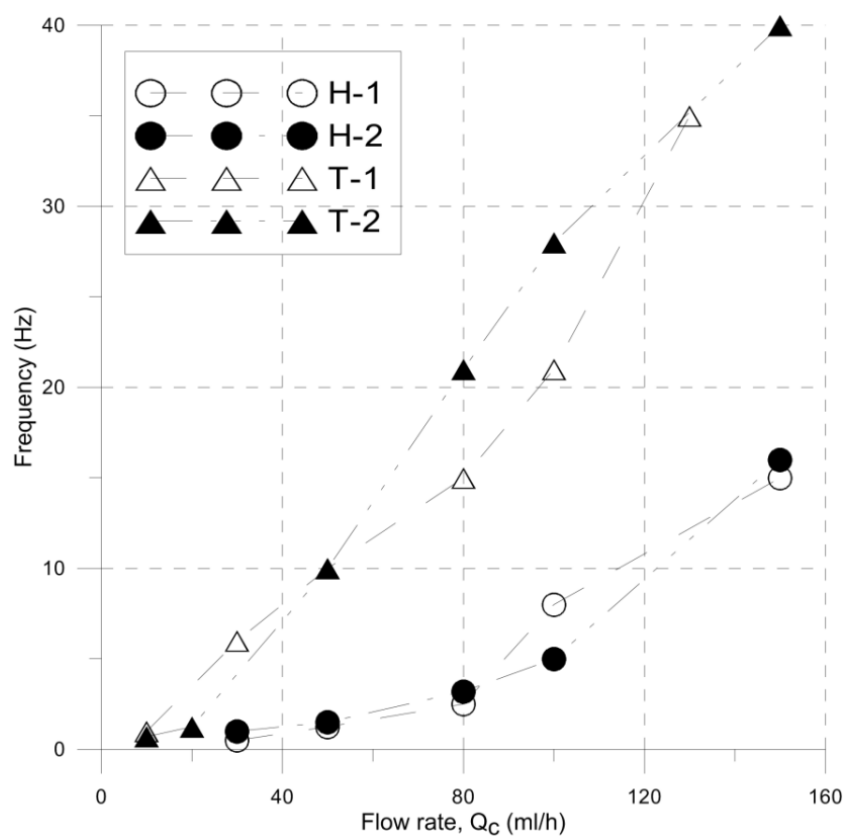 40
30
20
10
0
Frequency (Hz)
H-1
H-2
T-1
T-2
0 40 80 120 160
Flow rate, Qc (ml/h)